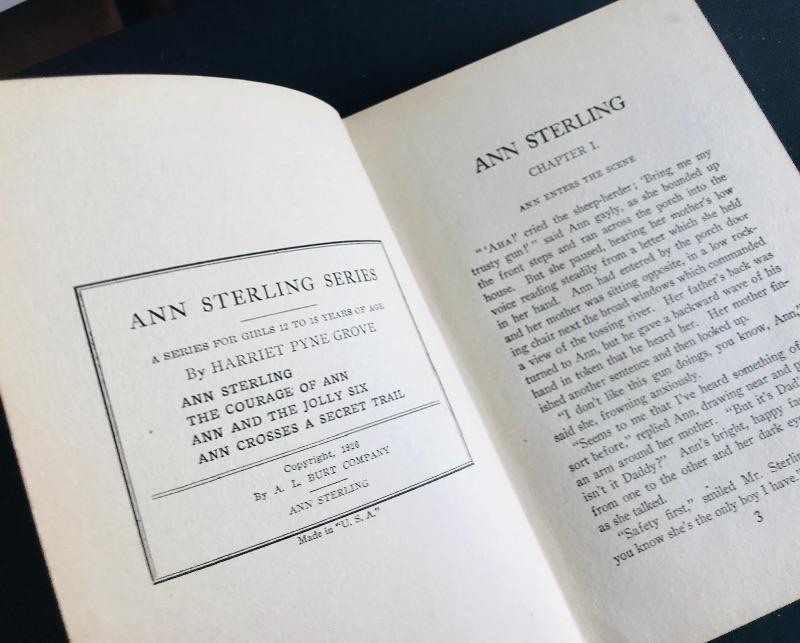 ANN STERLING SERIES
A SERIES FOR GIRLS 12 TO 18 YEARS OF AGE
By HARRIET PYNE GROVE
ANN STERLING
THE COURAGE OF ANN
ANN AND THE JOLLY SIX
ANN CROSSES A SECRET TRAIL
Copyright, 1926
By A. L. BURT COMPANY
ANN STERLING
Made in "U. S. A."
ANN STERLING
CHAPTER I.
ANN ENTERS THE SCENE
"'AHA!' cried the sheep-herder; 'Bring me my
trusty gun!'" said Ann gayly, as she bounded up
the front steps and ran across the porch into the
house. But she paused, hearing her mother's low
voice reading steadily from a letter which she held
in her hand. Ann had entered by the porch door
and her mother was sitting opposite, in a low rock-
ing chair next the broad windows which commanded
a view of the tossing river. Her father's back was
turned to Ann, but he gave a backward wave of his
hand in token that he heard her. Her mother fin-
ished another sentence and then looked up.
"I don't like this gun doings, you know, Ann,"
said she, frowning anxiously.
"Seems to me that I've heard something of
sort before," replied Ann, drawing near and p
an arm around her mother. "But it's Dad
isn't it Daddy?" Ann's bright, happy fac
from one to the other and her dark eye
as she talked.
"Safety first," smiled Mr. Sterlin
you know she's the only boy I have.
3